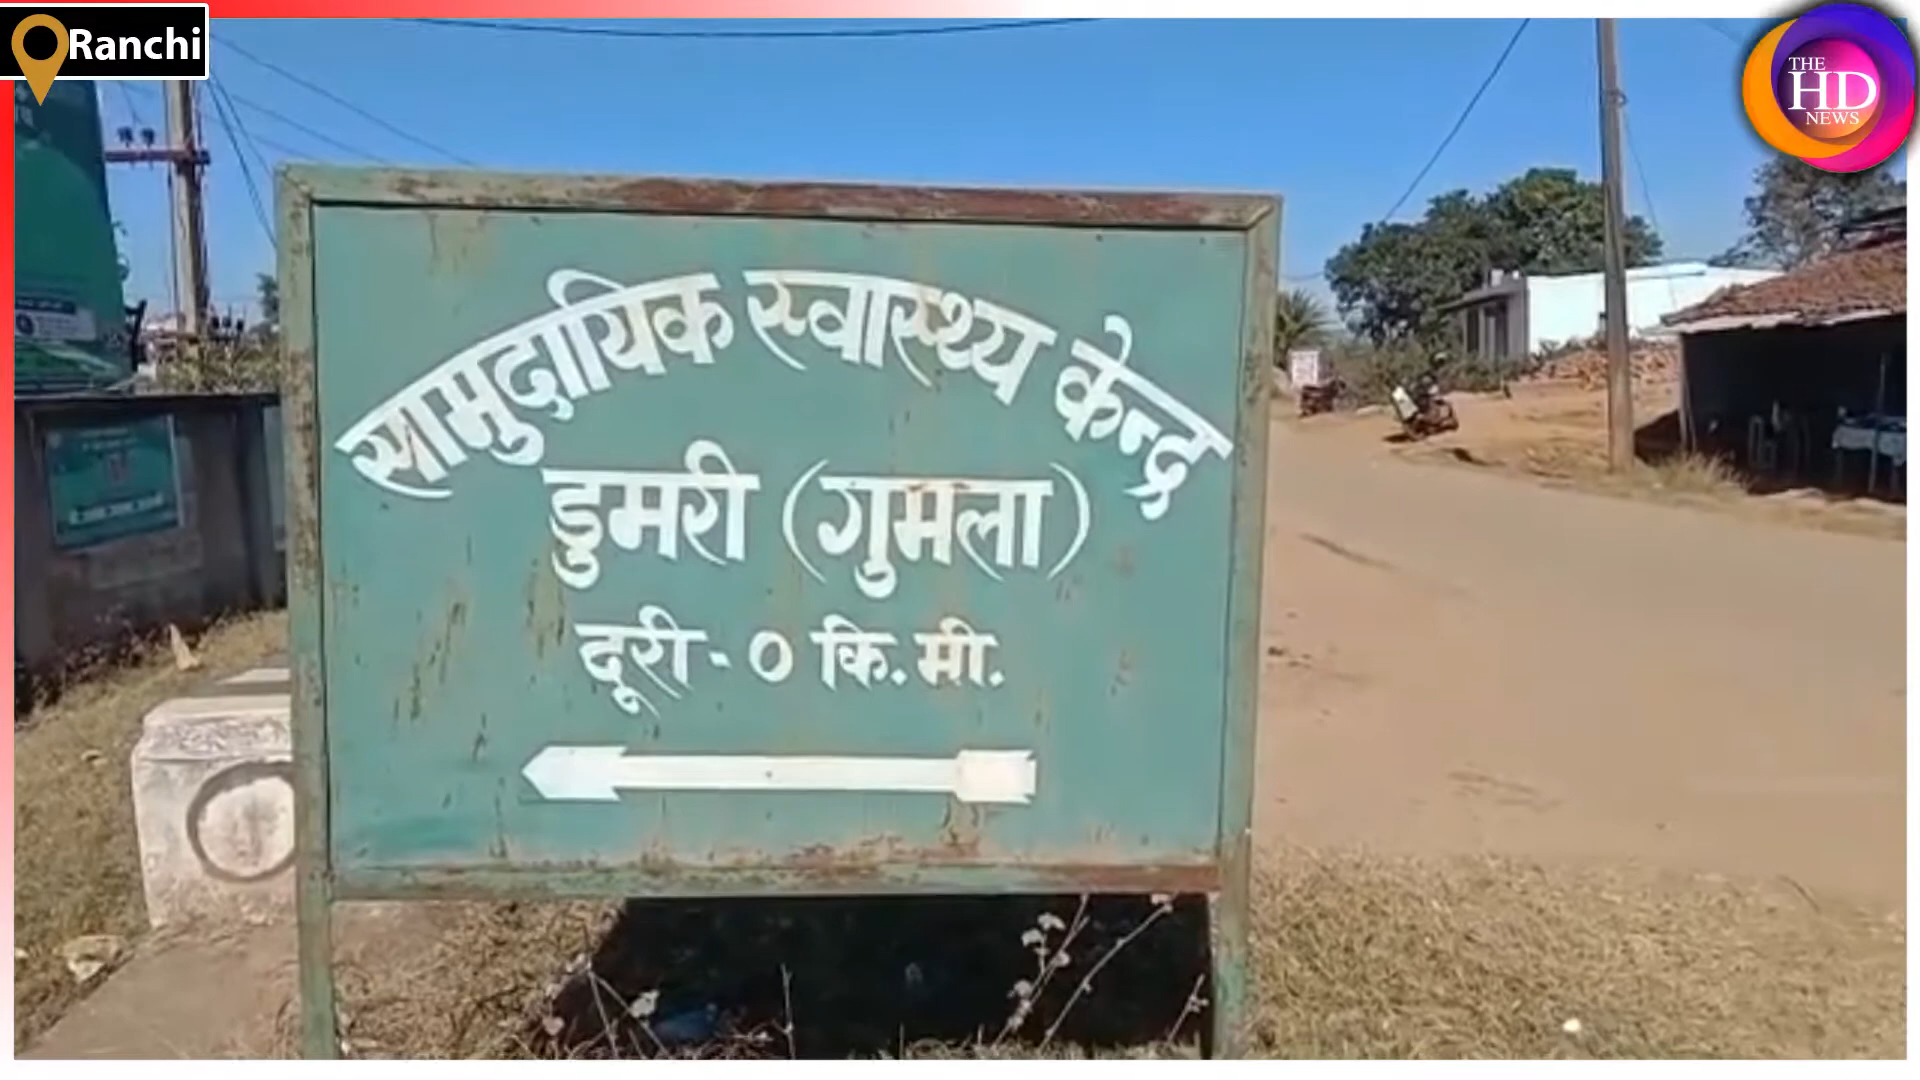 Ranchi
THE
HD
NEWS
सामुदायिक स्वास्थ्य केन्द्र
डुमरी (गुमला)
दूरी - 0 कि. मी.